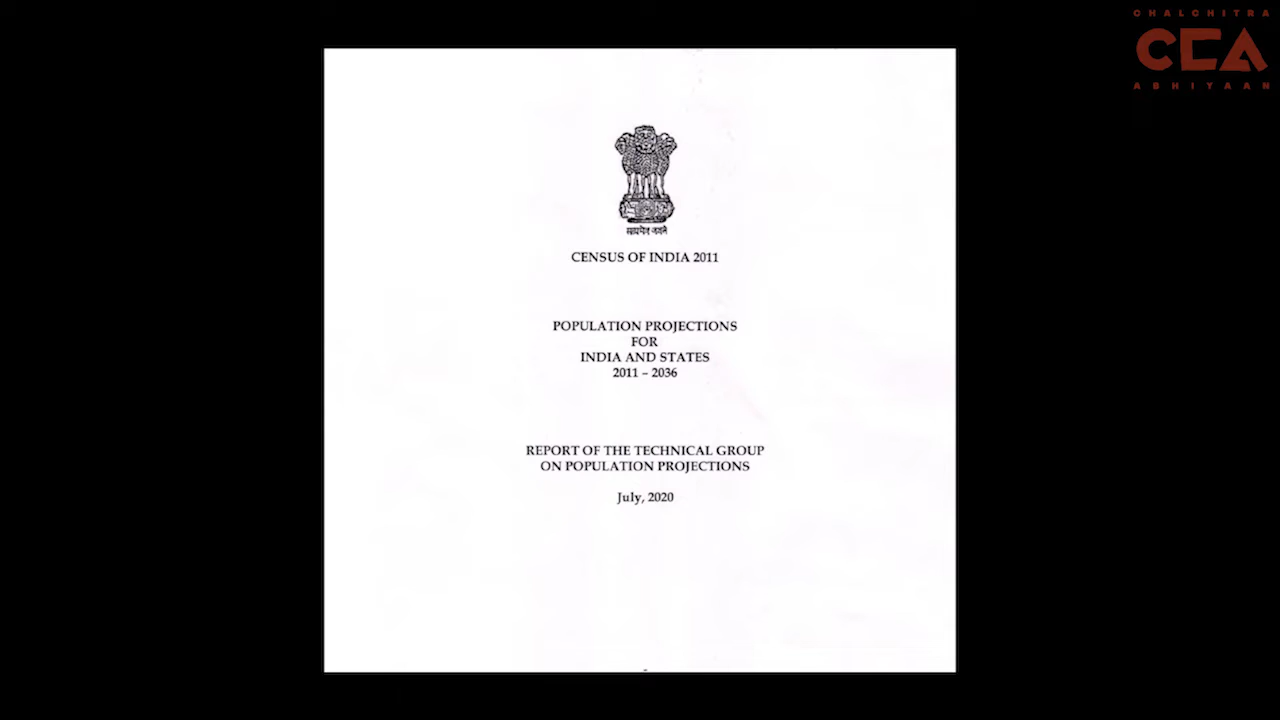 CHALCHITRA
CCA
ABHIYAAN
सत्यमेव जयते
CENSUS OF INDIA 2011
POPULATION PROJECTIONS
FOR
INDIA AND STATES
2011 – 2036
REPORT OF THE TECHNICAL GROUP
ON POPULATION PROJECTIONS
July, 2020